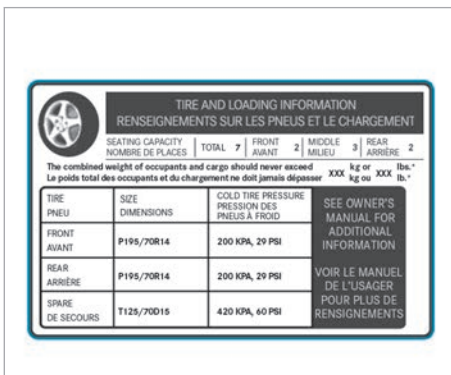 TIRE AND LOADING INFORMATION
RENSEIGNEMENTS SUR LES PNEUS ET LE CHARGEMENT
SEATING CAPACITY
NOMBRE DE PLACES
TOTAL 7
FRONT
AVANT 2
MIDDLE
MILIEU 3
REAR
ARRIÈRE 2
The combined weight of occupants and cargo should never exceed XXX kg or XXX lbs.*
Le poids total des occupants et du chargement ne doit jamais dépasser XXX kg ou XXX lb.*
TIRE
PNEU
SIZE
DIMENSIONS
COLD TIRE PRESSURE
PRESSION DES
PNEUS À FROID
FRONT
AVANT
P195/70R14
200 KPA, 29 PSI
REAR
ARRIÈRE
P195/70R14
200 KPA, 29 PSI
SPARE
DE SECOURS
T125/70D15
420 KPA, 60 PSI
SEE OWNER'S
MANUAL FOR
ADDITIONAL
INFORMATION
VOIR LE MANUEL
DE L'USAGER
POUR PLUS DE
RENSIGNEMENTS